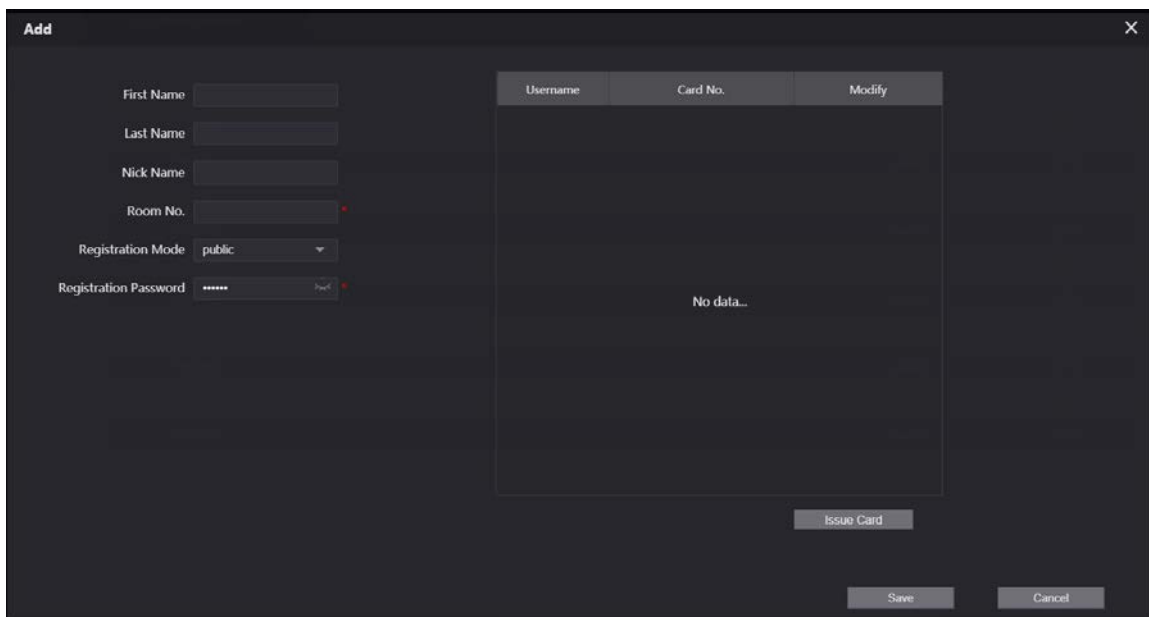 Add
First Name
Last Name
Nick Name
Room No. *
Registration Mode public
Registration Password •••••• *
Username Card No. Modify
No data...
Issue Card
Save Cancel